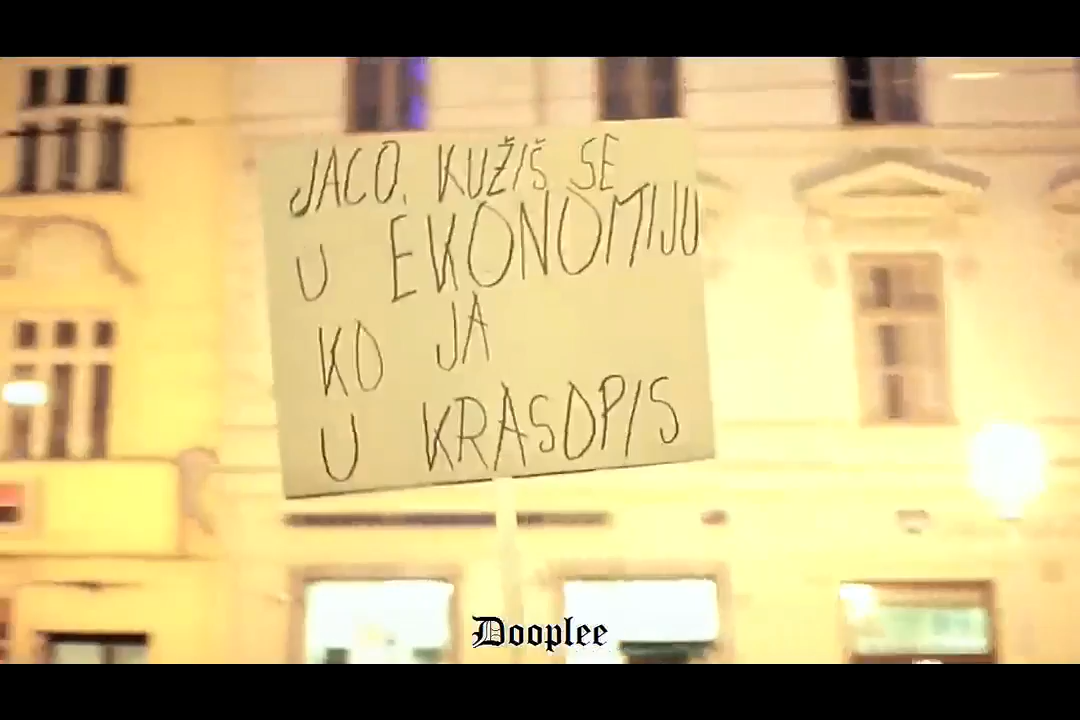 JACO, KUŽIŠ SE
U EKONOMIJU
KO JA
U KRASOPIS
Dooplee